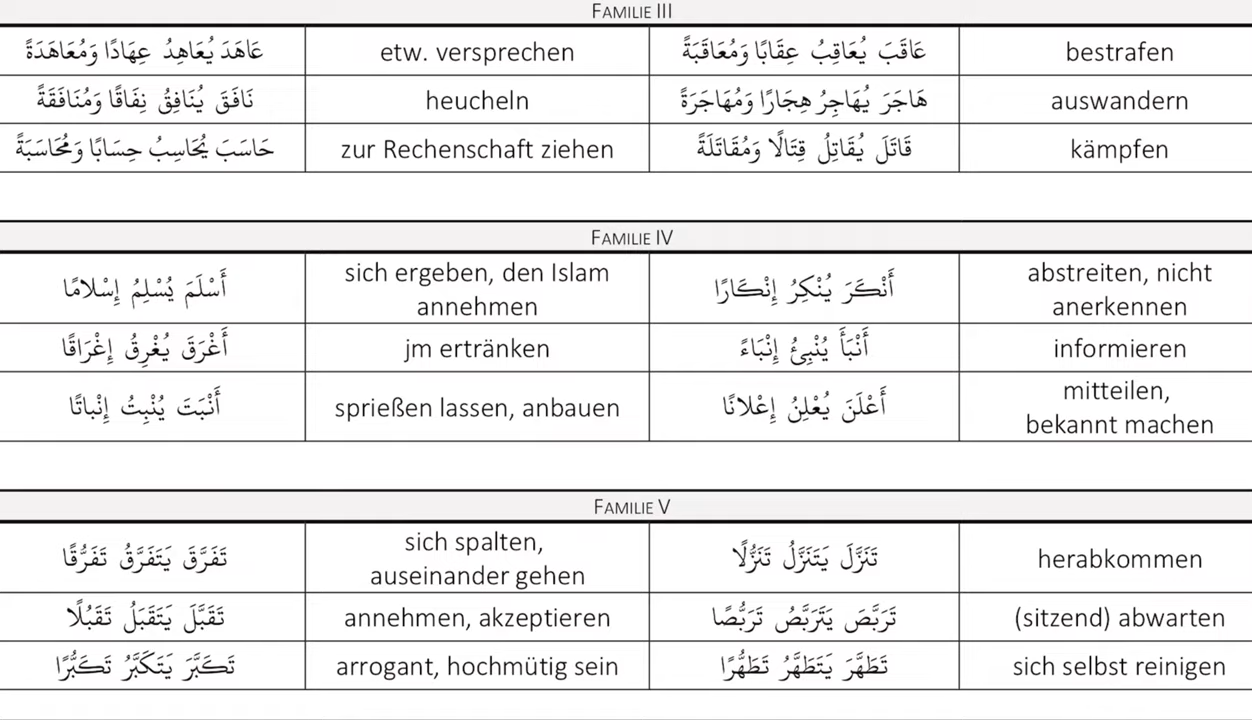 FAMILIE III
عَاهَدَ يُعَاهِدُ عِهَادًا وَمُعَاهَدَةً
etw. versprechen
عَاقَبَ يُعَاقِبُ عِقَابًا وَمُعَاقَبَةً
bestrafen
نَافَقَ يُنَافِقُ نِفَاقًا وَمُنَافَقَةً
heucheln
هَاجَرَ يُهَاجِرُ هِجَارًا وَمُهَاجَرَةً
auswandern
حَاسَبَ يُحَاسِبُ حِسَابًا وَمُحَاسَبَةً
zur Rechenschaft ziehen
قَاتَلَ يُقَاتِلُ قِتَالًا وَمُقَاتَلَةً
kämpfen
FAMILIE IV
أَسْلَمَ يُسْلِمُ إِسْلامًا
sich ergeben, den Islam
annehmen
أَنْكَرَ يُنْكِرُ إِنْكَارًا
abstreiten, nicht
anerkennen
أَغْرَقَ يُغْرِقُ إِغْرَاقًا
jm ertränken
أَنْبَأَ يُنْبِئُ إِنْبَاءً
informieren
أَنْبَتَ يُنْبِتُ إِنْباتًا
sprießen lassen, anbauen
أَعْلَنَ يُعْلِنُ إِعْلانًا
mitteilen,
bekannt machen
FAMILIE V
تَفَرَّقَ يَتَفَرَّقُ تَفَرُّقًا
sich spalten,
auseinander gehen
تَنَزَّلَ يَتَنَزَّلُ تَنَزُّلًا
herabkommen
تَقَبَّلَ يَتَقَبَلُ تَقَبُلًا
annehmen, akzeptieren
تَرَبَّصَ يَتَرَبَّصُ تَرَبُّصًا
(sitzend) abwarten
تَكَبَّرَ يَتَكَبَّرُ تَكَبُّرًا
arrogant, hochmütig sein
تَطَهَّرَ يَتَطَهَّرُ تَطَهُّرًا
sich selbst reinigen